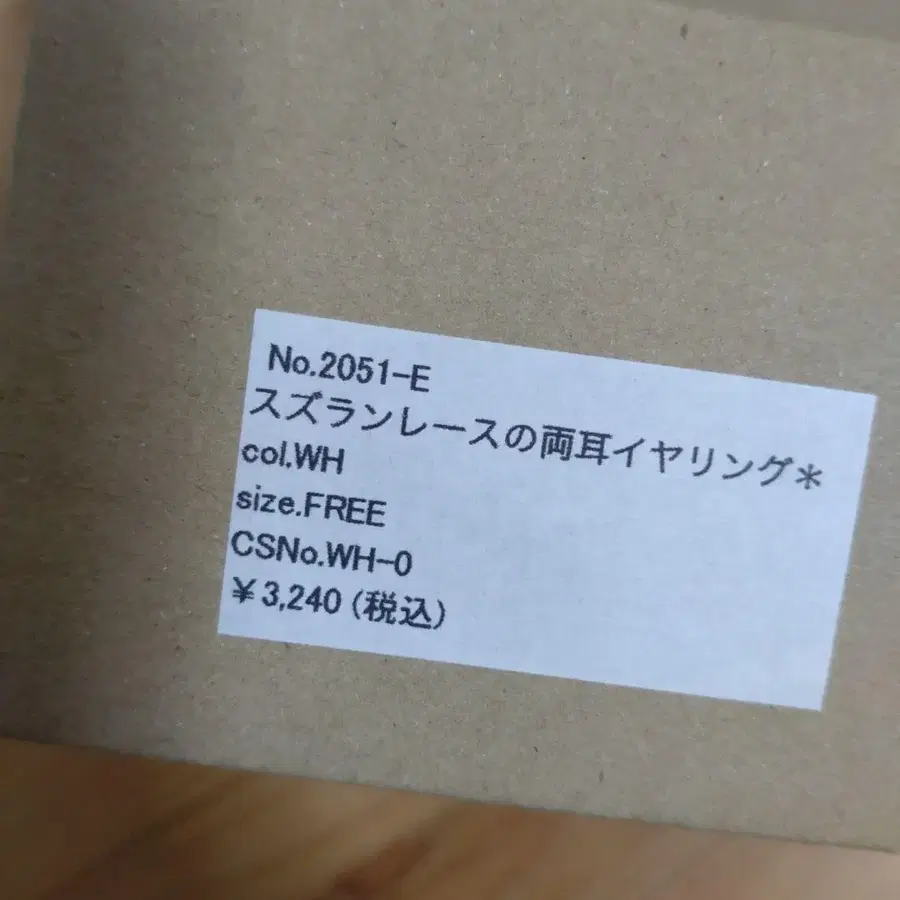 No.2051-E
スズランレースの両耳イヤリング＊
col.WH
size.FREE
CSNo.WH-0
￥3,240（税込）